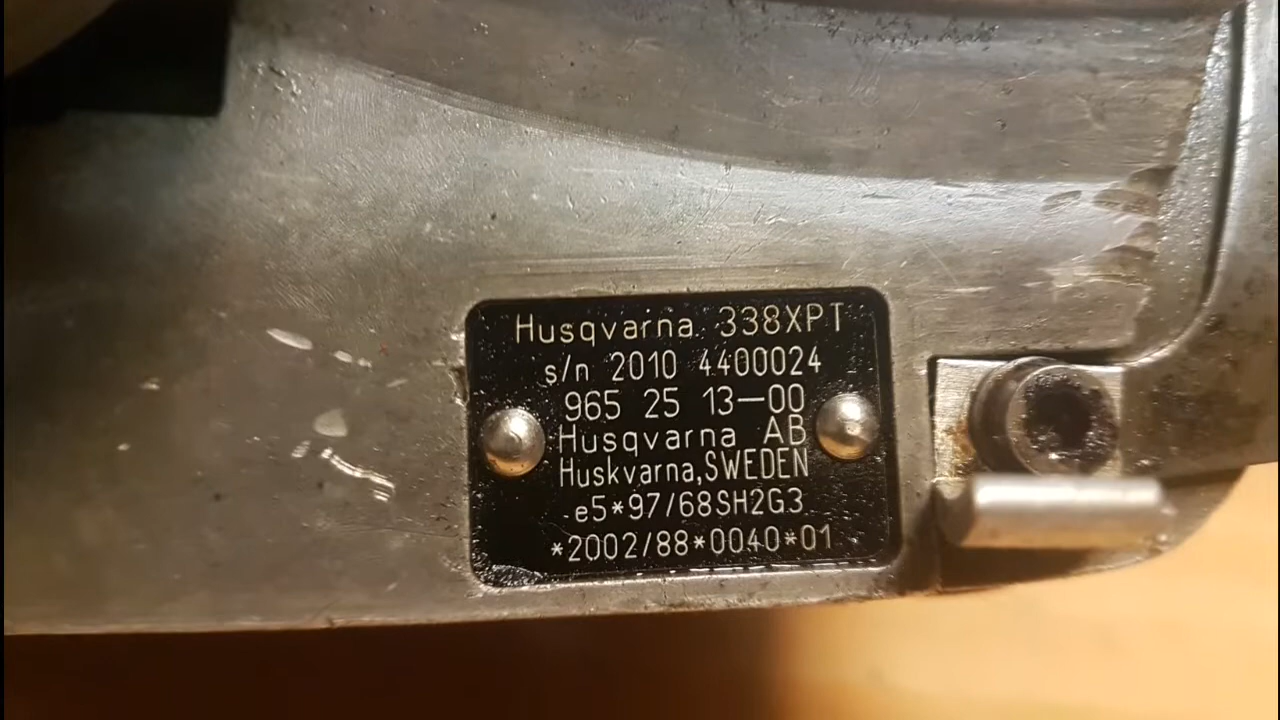 Husqvarna 338XPT
s/n 2010 4400024
965 25 13-00
Husqvarna AB
Huskvarna,SWEDEN
e5*97/68SH2G3
*2002/88*0040*01